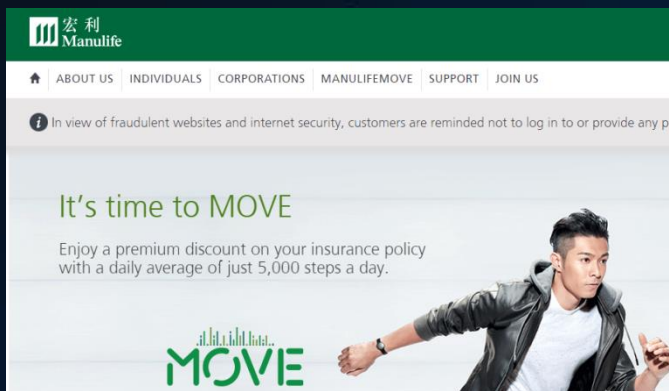 宏利
Manulife
ABOUT US INDIVIDUALS CORPORATIONS MANULIFEMOVE SUPPORT JOIN US
In view of fraudulent websites and internet security, customers are reminded not to log in to or provide any p
It's time to MOVE
Enjoy a premium discount on your insurance policy
with a daily average of just 5,000 steps a day.
MOVE